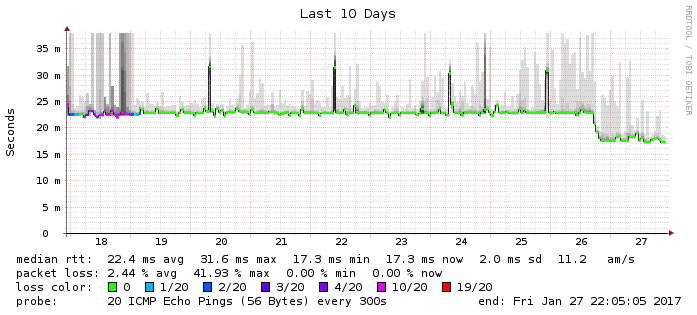 Last 10 Days
RRDTOOL / TOBI OETIKER
Seconds
35 m
30 m
25 m
20 m
15 m
10 m
5 m
0
18 19 20 21 22 23 24 25 26 27
median rtt: 22.4 ms avg 31.6 ms max 17.3 ms min 17.3 ms now 2.0 ms sd 11.2 am/s
packet loss: 2.44 % avg 41.93 % max 0.00 % min 0.00 % now
loss color: 0 1/20 2/20 3/20 4/20 10/20 19/20
probe: 20 ICMP Echo Pings (56 Bytes) every 300s end: Fri Jan 27 22:05:05 2017